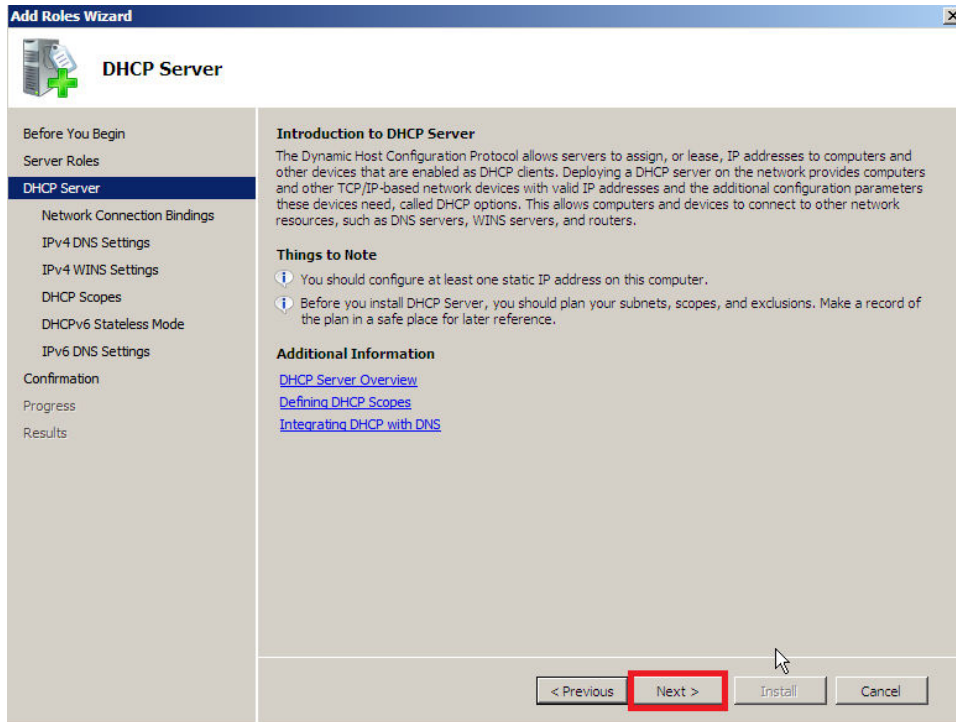 Add Roles Wizard
DHCP Server
Before You Begin
Server Roles
DHCP Server
Network Connection Bindings
IPv4 DNS Settings
IPv4 WINS Settings
DHCP Scopes
DHCPv6 Stateless Mode
IPv6 DNS Settings
Confirmation
Progress
Results
Introduction to DHCP Server
The Dynamic Host Configuration Protocol allows servers to assign, or lease, IP addresses to computers and
other devices that are enabled as DHCP clients. Deploying a DHCP server on the network provides computers
and other TCP/IP-based network devices with valid IP addresses and the additional configuration parameters
these devices need, called DHCP options. This allows computers and devices to connect to other network
resources, such as DNS servers, WINS servers, and routers.
Things to Note
You should configure at least one static IP address on this computer.
Before you install DHCP Server, you should plan your subnets, scopes, and exclusions. Make a record of
the plan in a safe place for later reference.
Additional Information
DHCP Server Overview
Defining DHCP Scopes
Integrating DHCP with DNS
< Previous
Next >
Install
Cancel